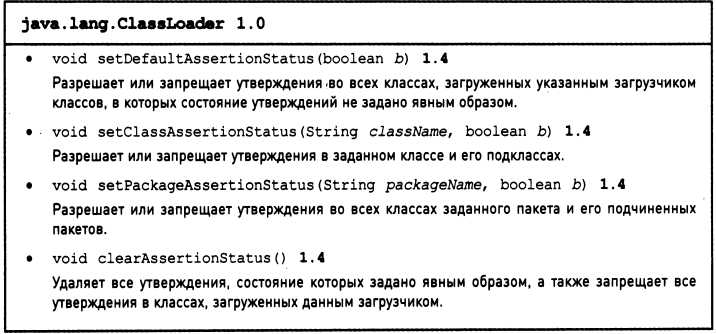 java.lang.ClassLoader 1.0
• void setDefaultAssertionStatus(boolean b) 1.4
Разрешает или запрещает утверждения во всех классах, загруженных указанным загрузчиком
классов, в которых состояние утверждений не задано явным образом.
• void setClassAssertionStatus(String className, boolean b) 1.4
Разрешает или запрещает утверждения в заданном классе и его подклассах.
• void setPackageAssertionStatus(String packageName, boolean b) 1.4
Разрешает или запрещает утверждения во всех классах заданного пакета и его подчиненных
пакетов.
• void clearAssertionStatus() 1.4
Удаляет все утверждения, состояние которых задано явным образом, а также запрещает все
утверждения в классах, загруженных данным загрузчиком.